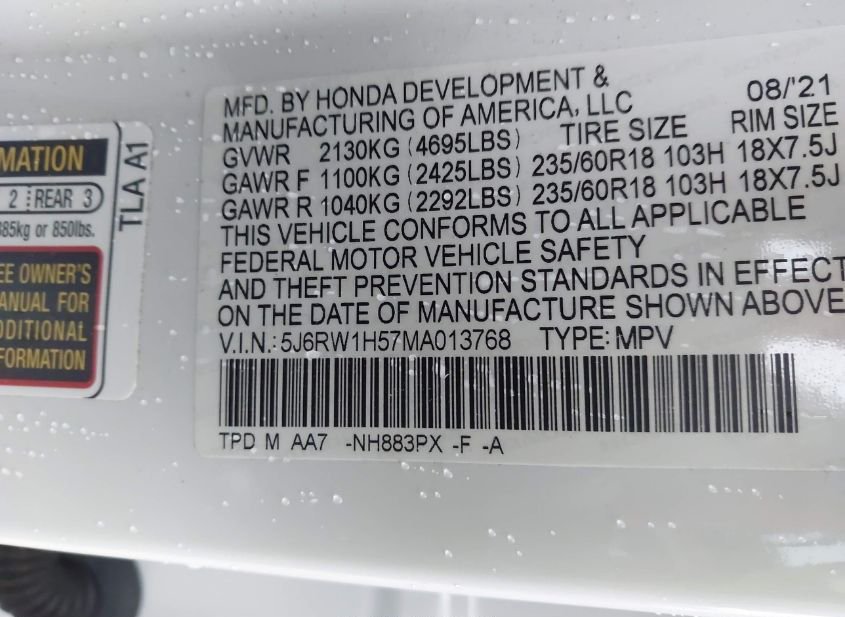 MATION
2 REAR 3
385kg or 850lbs.
EE OWNER'S
ANUAL FOR
DDITIONAL
FORMATION
TLA A1
MFD. BY HONDA DEVELOPMENT & 08/'21
MANUFACTURING OF AMERICA, LLC
TIRE SIZE RIM SIZE
GVWR 2130KG (4695LBS)
GAWR F 1100KG (2425LBS) 235/60R18 103H 18X7.5J
GAWR R 1040KG (2292LBS) 235/60R18 103H 18X7.5J
THIS VEHICLE CONFORMS TO ALL APPLICABLE
FEDERAL MOTOR VEHICLE SAFETY
AND THEFT PREVENTION STANDARDS IN EFFECT
ON THE DATE OF MANUFACTURE SHOWN ABOVE
V.I.N.: 5J6RW1H57MA013768 TYPE: MPV
TPD M AA7 -NH883PX -F -A